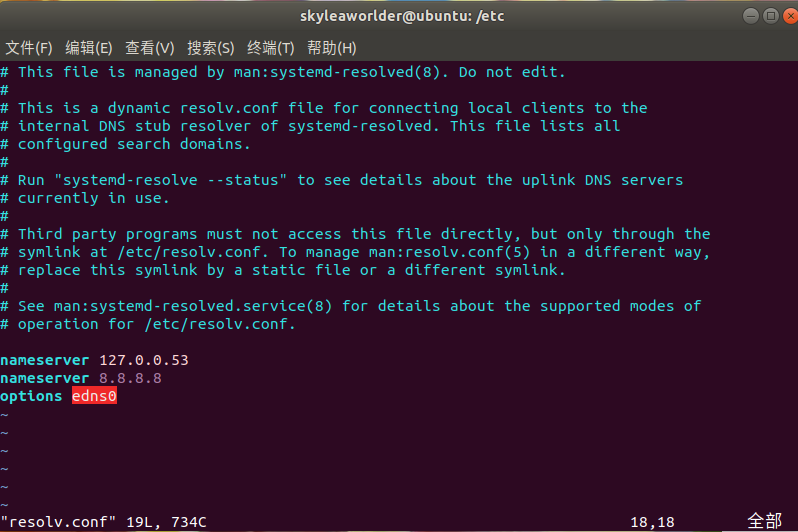 skyleaworlder@ubuntu: /etc
文件(F) 编辑(E) 查看(V) 搜索(S) 终端(T) 帮助(H)
# This file is managed by man:systemd-resolved(8). Do not edit.
#
# This is a dynamic resolv.conf file for connecting local clients to the
# internal DNS stub resolver of systemd-resolved. This file lists all
# configured search domains.
#
# Run "systemd-resolve --status" to see details about the uplink DNS servers
# currently in use.
#
# Third party programs must not access this file directly, but only through the
# symlink at /etc/resolv.conf. To manage man:resolv.conf(5) in a different way,
# replace this symlink by a static file or a different symlink.
#
# See man:systemd-resolved.service(8) for details about the supported modes of
# operation for /etc/resolv.conf.

nameserver 127.0.0.53
nameserver 8.8.8.8
options edns0
~
~
~
~
~
~
"resolv.conf" 19L, 734C 18,18 全部